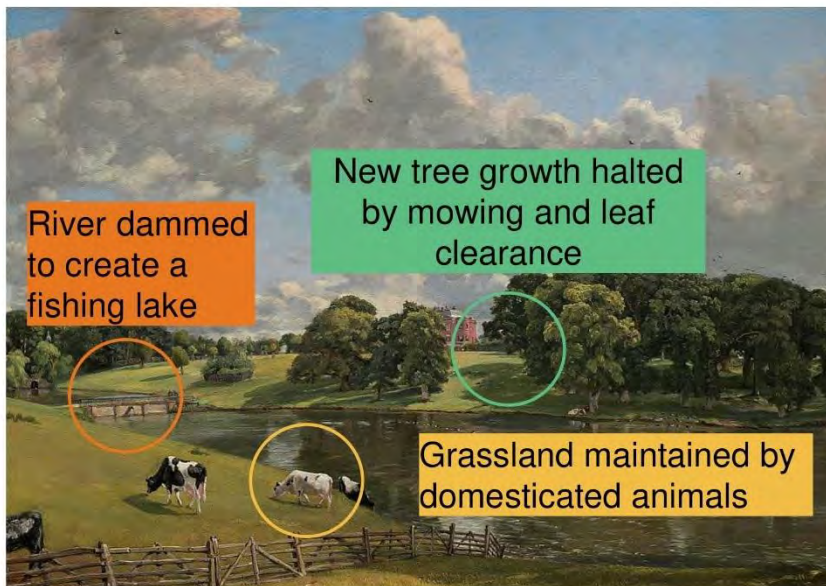 New tree growth halted
by mowing and leaf
clearance
River dammed
to create a
fishing lake
Grassland maintained by
domesticated animals